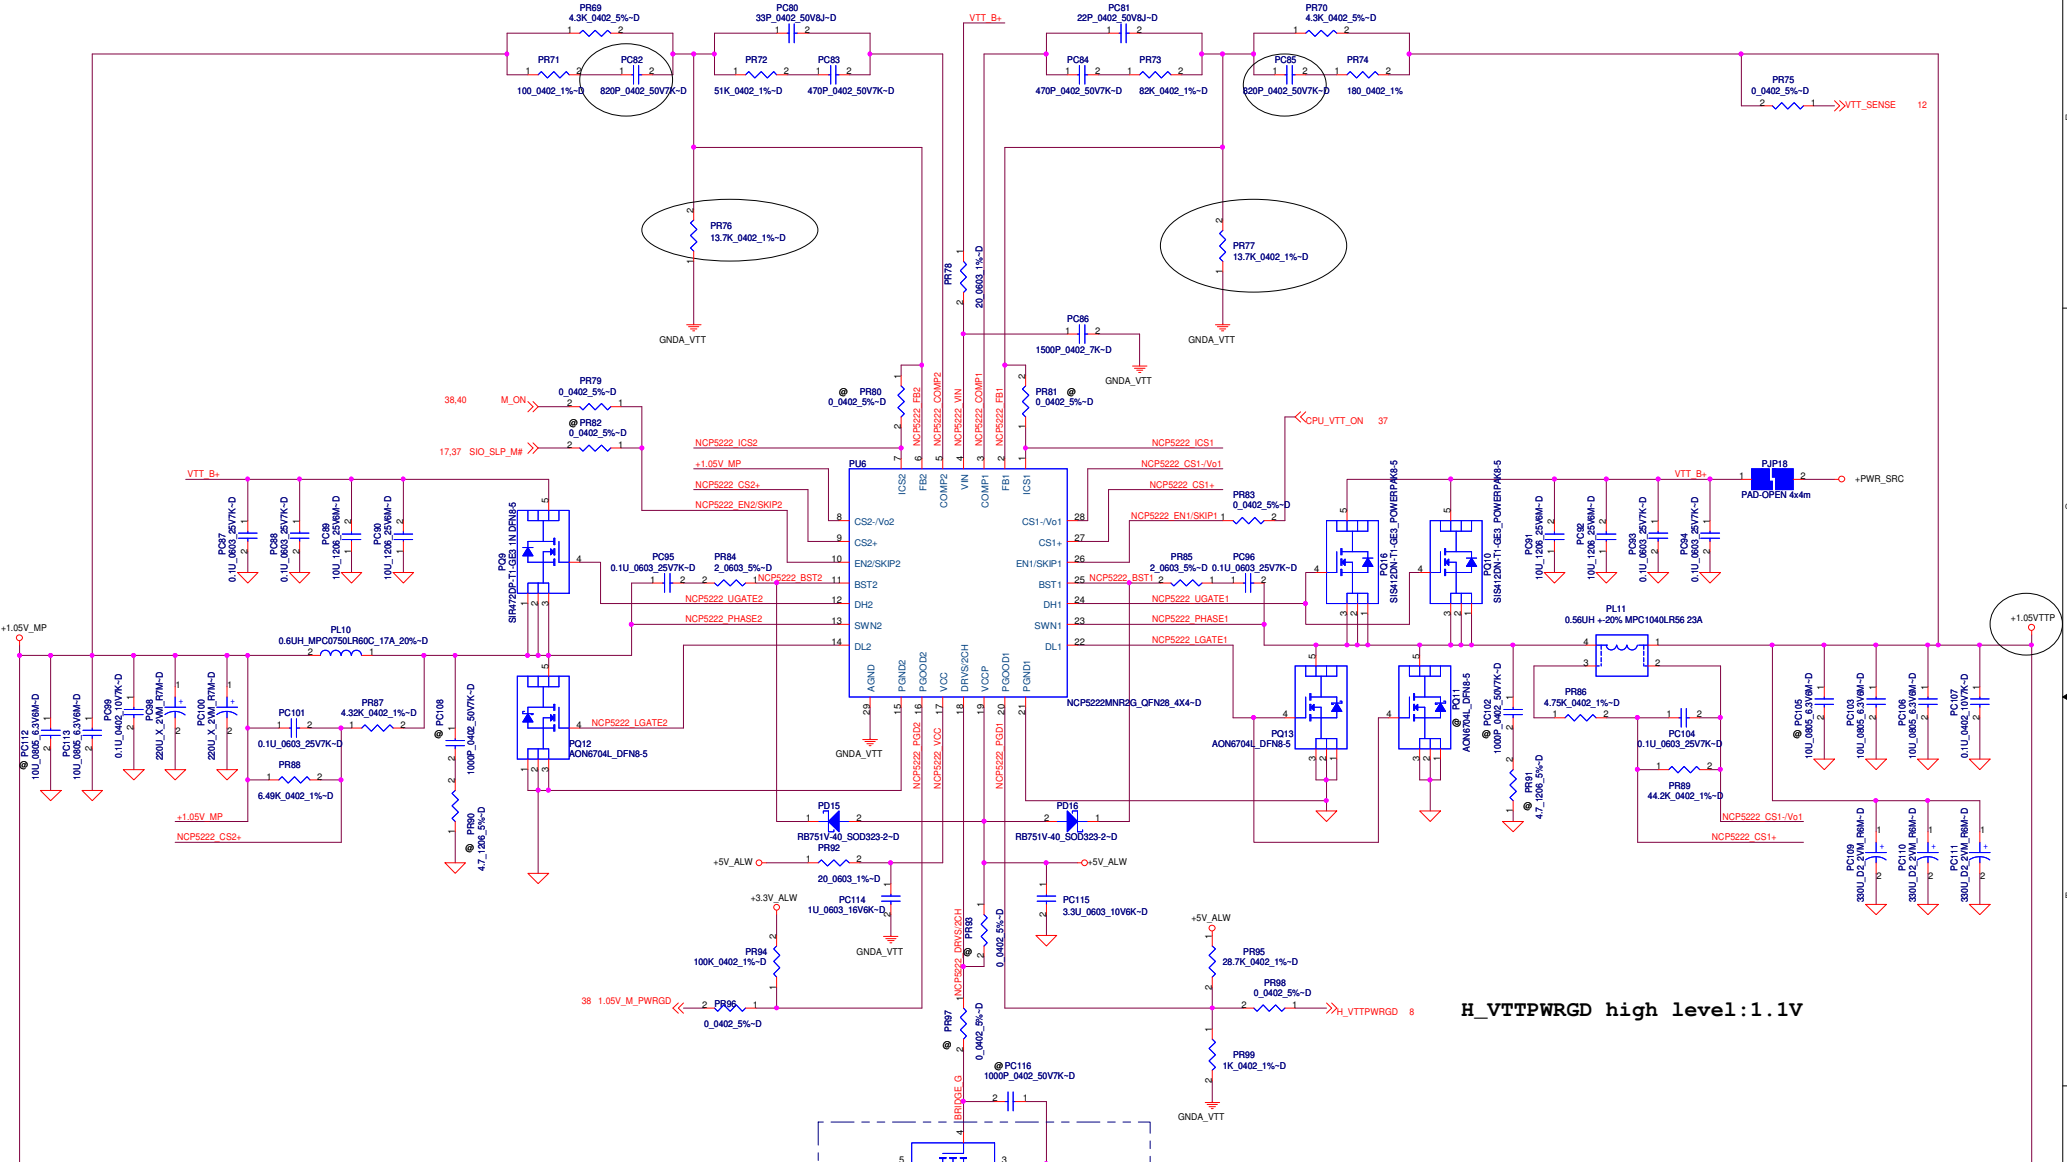 PR69
4.3K_0402_5%~D
PC80
33P_0402_50V8J~D
VTT_B+
PC81
22P_0402_50V8J~D
PR70
4.3K_0402_5%~D
PR71
100_0402_1%~D
PC82
820P_0402_50V7K~D
PR72
51K_0402_1%~D
PC83
470P_0402_50V7K~D
PC84
470P_0402_50V7K~D
PR73
82K_0402_1%~D
PC85
820P_0402_50V7K~D
PR74
180_0402_1%
PR75
0_0402_5%~D
VTT_SENSE 12
PR76
13.7K_0402_1%~D
PR77
13.7K_0402_1%~D
PR78
20_0603_1%~D
GNDA_VTT
GNDA_VTT
PC86
1500P_0402_7K~D
GNDA_VTT
PR79
0_0402_5%~D
38,40 M_ON
@ PR82
0_0402_5%~D
17,37 SIO_SLP_M#
@ PR80
0_0402_5%~D
PR81 @
0_0402_5%~D
NCP5222_FB2
NCP5222_COMP2
NCP5222_VIN
NCP5222_COMP1
NCP5222_FB1
CPU_VTT_ON 37
NCP5222_ICS2
NCP5222_ICS1
+1.05V_MP
NCP5222_CS2+
NCP5222_EN2/SKIP2
NCP5222_CS1-/Vo1
NCP5222_CS1+
NCP5222_EN1/SKIP1
PR83
0_0402_5%~D
PU6
ICS2
FB2
COMP2
VIN
COMP1
FB1
ICS1
CS2-/Vo2
CS2+
EN2/SKIP2
BST2
DH2
SWN2
DL2
CS1-/Vo1
CS1+
EN1/SKIP1
BST1
DH1
SWN1
DL1
AGND
PGND2
PGOOD2
VCC
DRVS/2CH
VCCP
PGOOD1
PGND1
NCP5222MNR2G_QFN28_4X4~D
VTT_B+
PC87
0.1U_0603_25V7K~D
PC88
0.1U_0603_25V7K~D
PC89
10U_1206_25V6M~D
PC90
10U_1206_25V6M~D
PQ9
SIR472DP-T1-GE3 1N DFN8-5
PC95
0.1U_0603_25V7K~D
PR84
2_0603_5%~D
NCP5222_BST2
NCP5222_UGATE2
NCP5222_PHASE2
NCP5222_LGATE2
NCP5222_BST1
PR85
2_0603_5%~D
PC96
0.1U_0603_25V7K~D
NCP5222_UGATE1
NCP5222_PHASE1
NCP5222_LGATE1
PQ16
SIS412DN-T1-GE3_POWERPAK8-5
PQ10
SIS412DN-T1-GE3_POWERPAK8-5
VTT_B+
PJP18
PAD-OPEN 4x4m
+PWR_SRC
PC91
10U_1206_25V6M~D
PC92
10U_1206_25V6M~D
PC93
0.1U_0603_25V7K~D
PC94
0.1U_0603_25V7K~D
+1.05V_MP
PL10
0.6UH_MPC0750LR60C_17A_20%~D
PL11
0.56UH +-20% MPC1040LR56 23A
+1.05VTTP
@ PC112
10U_0805_6.3V6M~D
PC113
10U_0805_6.3V6M~D
PC99
0.1U_0402_10V7K~D
PC98
220U_X_2VM_R7M~D
PC100
220U_X_2VM_R7M~D
PC101
0.1U_0603_25V7K~D
PR87
4.32K_0402_1%~D
PR88
6.49K_0402_1%~D
+1.05V_MP
NCP5222_CS2+
@ PC108
1000P_0402_50V7K~D
@ PR90
4.7_1206_5%~D
PQ12
AON6704L_DFN8-5
GNDA_VTT
NCP5222_PGD2
NCP5222_VCC
NCP5222_PGD1
PQ13
AON6704L_DFN8-5
PQ11
@
AON6704L_DFN8-5
@ PC102
1000P_0402_50V7K~D
@ PR91
4.7_1206_5%~D
PR86
4.75K_0402_1%~D
PC104
0.1U_0603_25V7K~D
PR89
44.2K_0402_1%~D
NCP5222_CS1-/Vo1
NCP5222_CS1+
@ PC105
10U_0805_6.3V6M~D
PC103
10U_0805_6.3V6M~D
PC106
10U_0805_6.3V6M~D
PC107
0.1U_0402_10V7K~D
PC109
330U_D2_2VM_R6M~D
PC110
330U_D2_2VM_R6M~D
PC111
330U_D2_2VM_R6M~D
PD15
RB751V-40_SOD323-2~D
PD16
RB751V-40_SOD323-2~D
+5V_ALW
PR92
20_0603_1%~D
+5V_ALW
PC114
1U_0603_16V6K~D
GNDA_VTT
PC115
3.3U_0603_10V6K~D
+3.3V_ALW
PR94
100K_0402_1%~D
NCP5222_DRVS/2CH
@ PR93
0_0402_5%~D
+5V_ALW
PR95
28.7K_0402_1%~D
38 1.05V_M_PWRGD
PR96
0_0402_5%~D
@ PR97
0_0402_5%~D
PR98
0_0402_5%~D
H_VTTPWRGD 8
H_VTTPWRGD high level:1.1V
PR99
1K_0402_1%~D
GNDA_VTT
@ PC116
1000P_0402_50V7K~D
BRIDGE_G